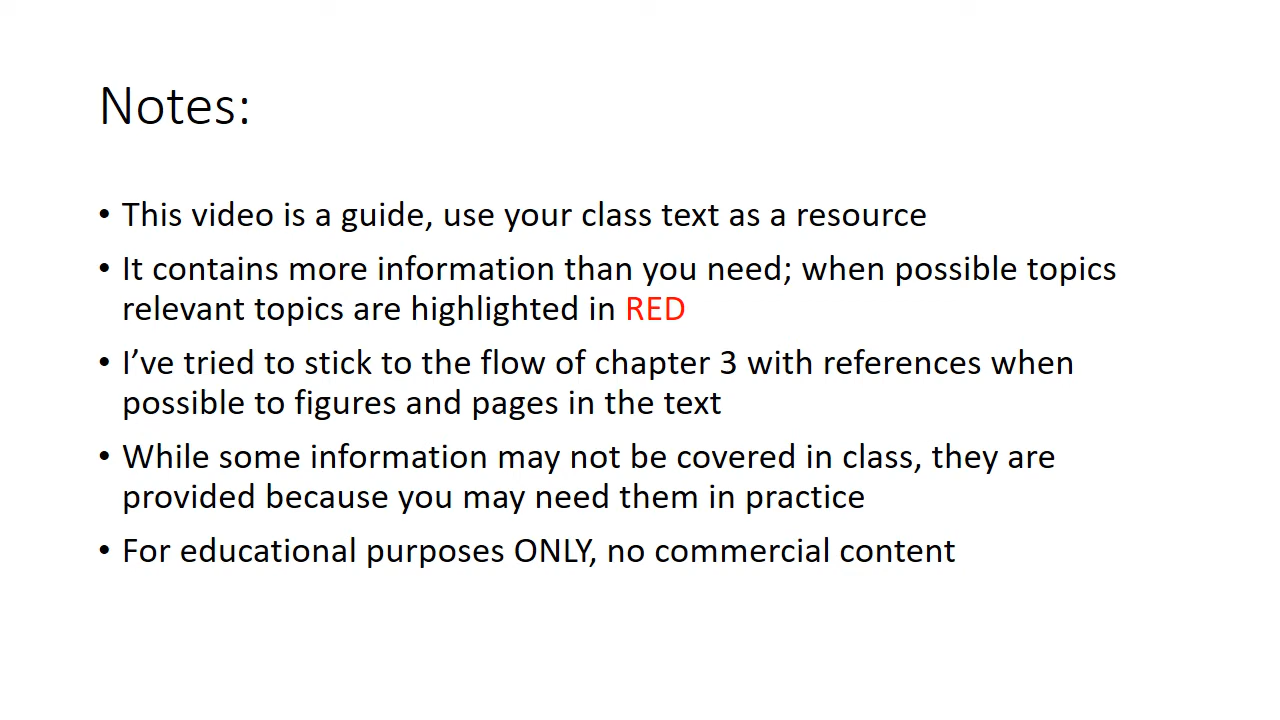 Notes:
• This video is a guide, use your class text as a resource
• It contains more information than you need; when possible topics
relevant topics are highlighted in RED
• I’ve tried to stick to the flow of chapter 3 with references when
possible to figures and pages in the text
• While some information may not be covered in class, they are
provided because you may need them in practice
• For educational purposes ONLY, no commercial content